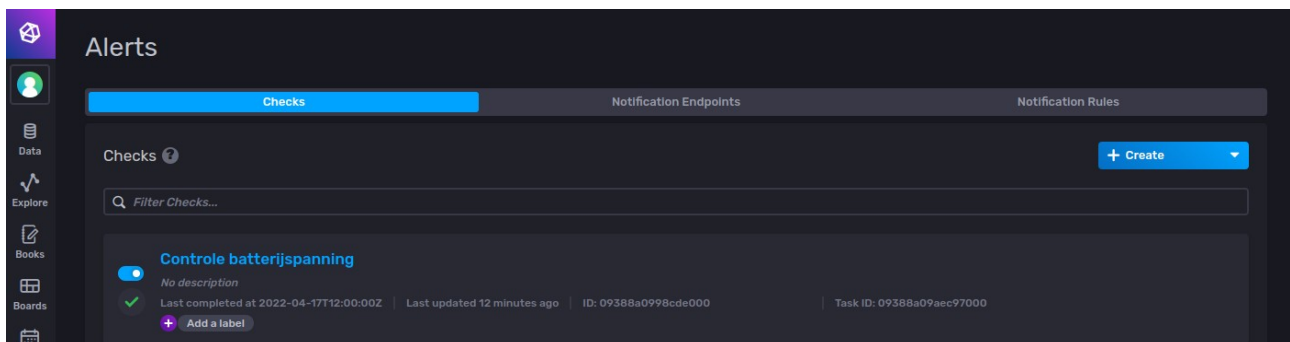 Alerts
Checks Notification Endpoints Notification Rules
Data
Checks ?
+ Create
Explore
Filter Checks...
Books
Controle batterijspanning
No description
Boards
Last completed at 2022-04-17T12:00:00Z Last updated 12 minutes ago ID: 09388a0998cde000 Task ID: 09388a09aec97000
+ Add a label